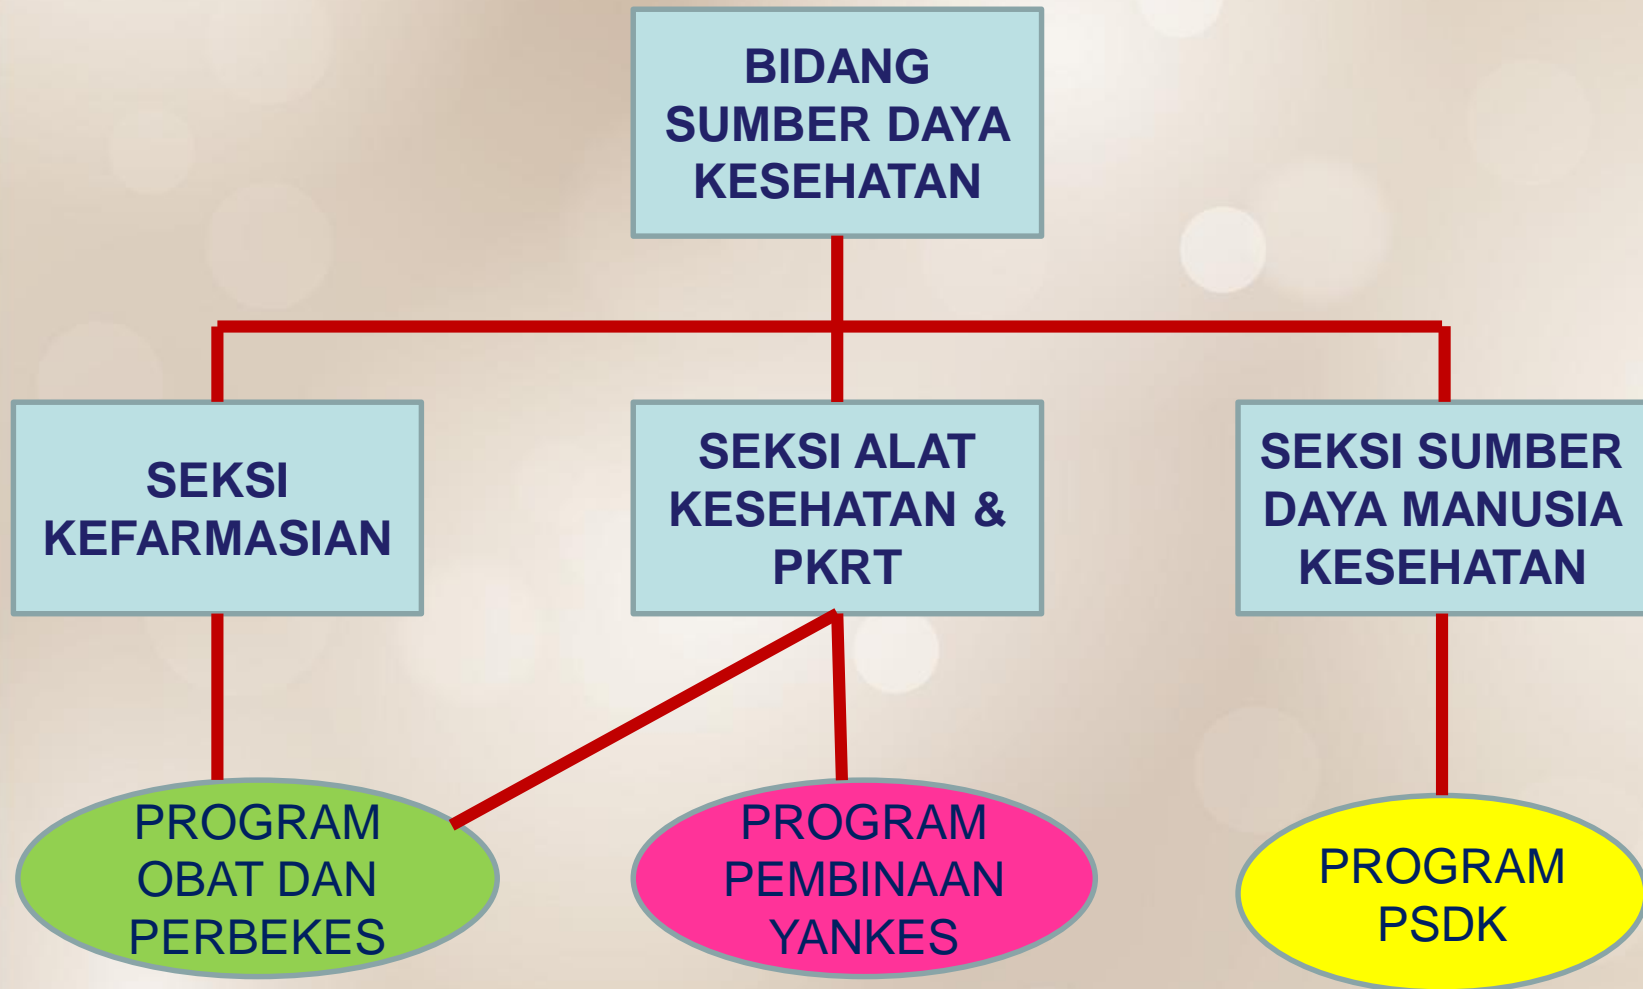 BIDANG
SUMBER DAYA
KESEHATAN
SEKSI
KEFARMASIAN
SEKSI ALAT
KESEHATAN &
PKRT
SEKSI SUMBER
DAYA MANUSIA
KESEHATAN
PROGRAM
OBAT DAN
PERBEKES
PROGRAM
PEMBINAAN
YANKES
PROGRAM
PSDK